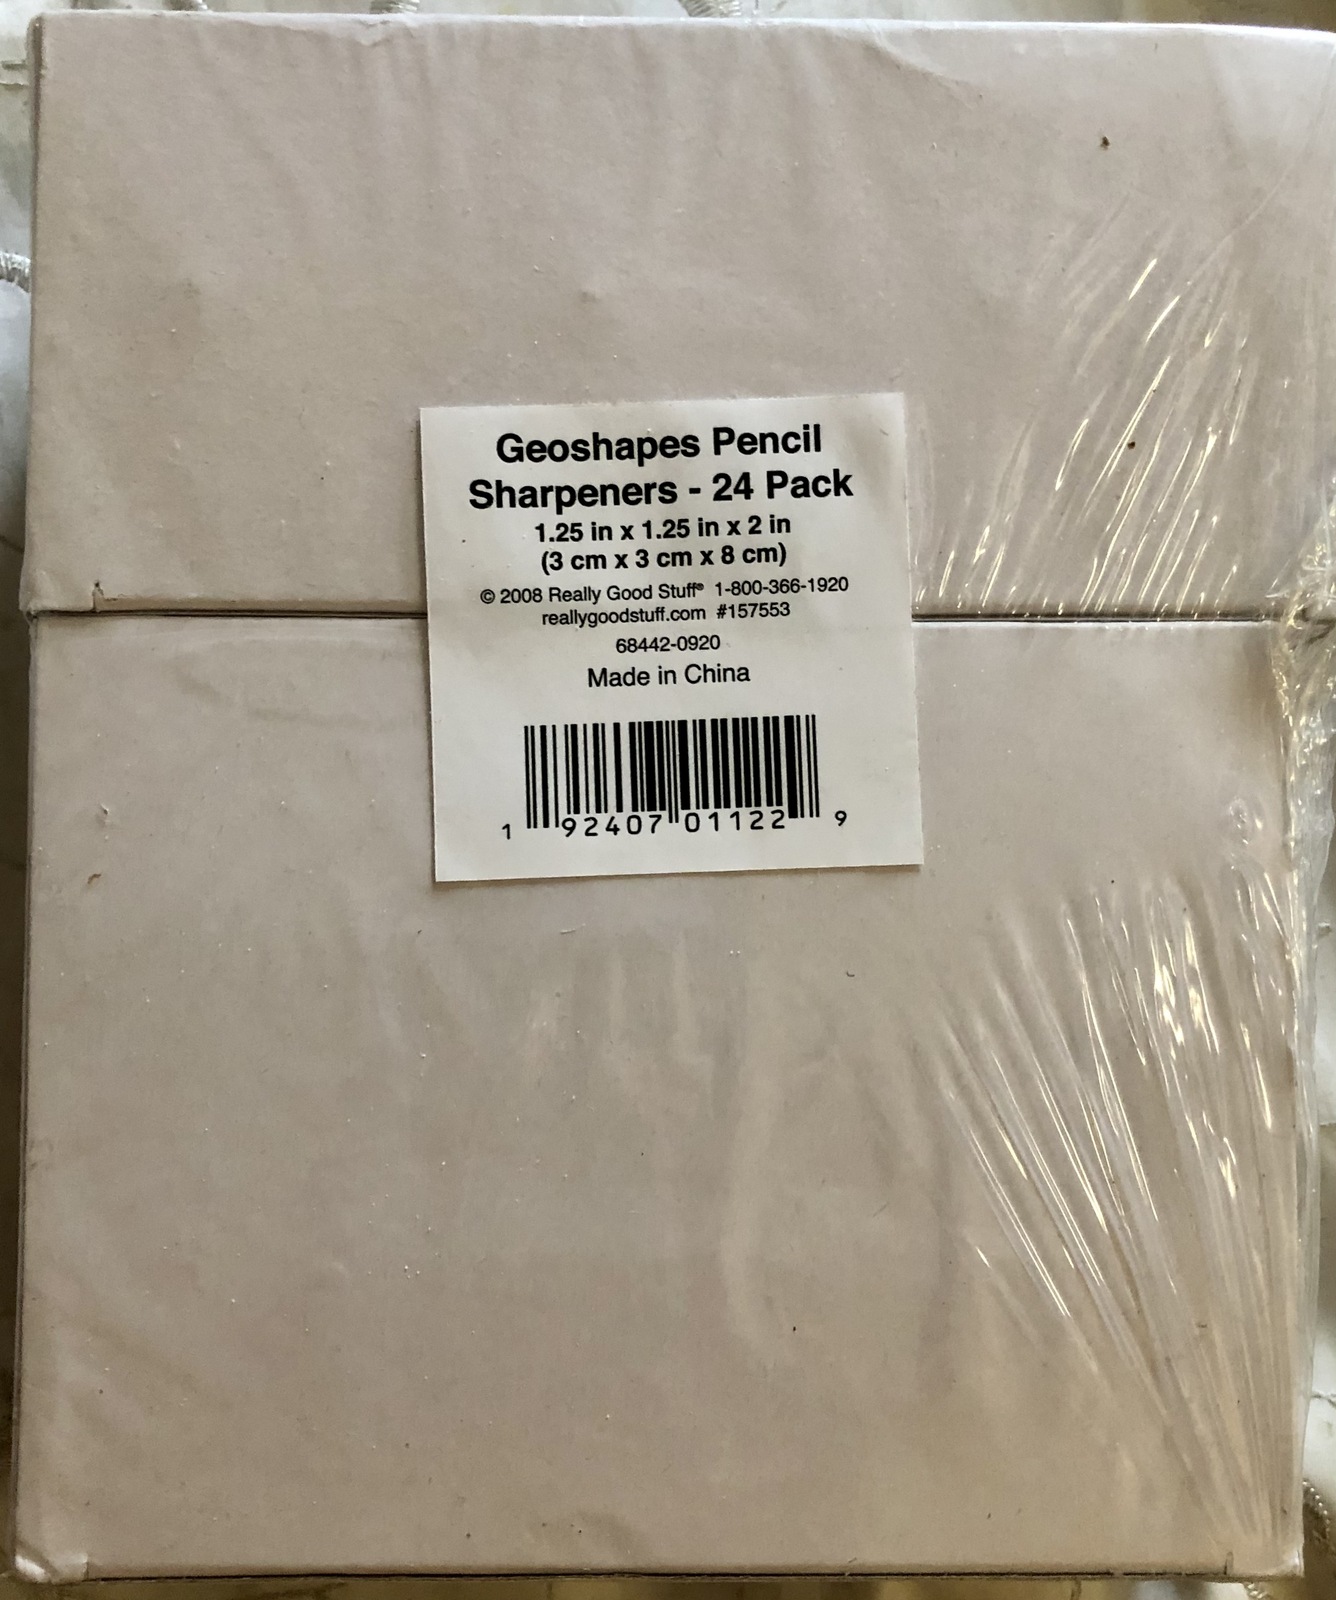 Geoshapes Pencil
Sharpeners - 24 Pack
1.25 in x 1.25 in x 2 in
(3 cm x 3 cm x 8 cm)
© 2008 Really Good Stuff® 1-800-366-1920
reallygoodstuff.com #157553
68442-0920
Made in China
1 92407 01122 9